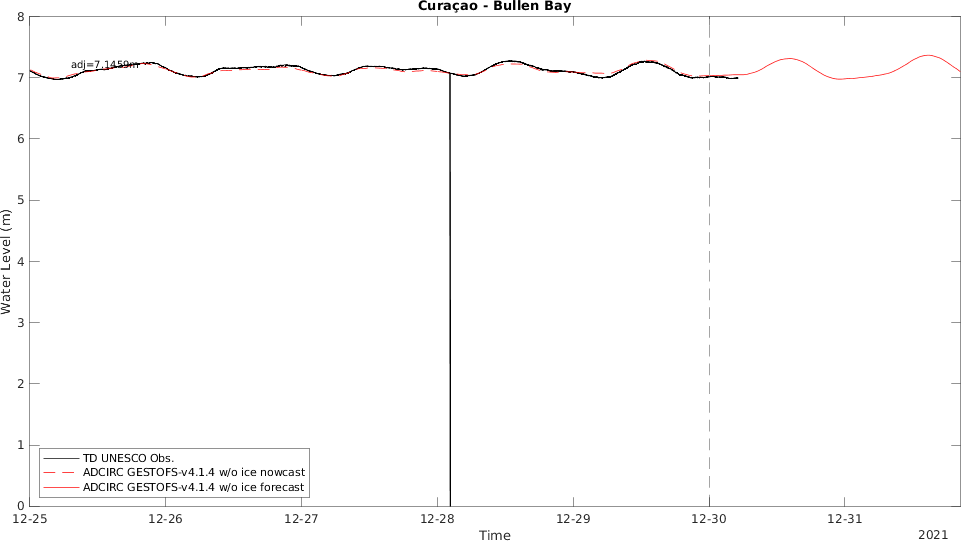 Curaçao - Bullen Bay
8
7
6
5
4
3
2
1
0
Water Level (m)
adj=7.1459m
TD UNESCO Obs.
ADCIRC GESTOFS-v4.1.4 w/o ice nowcast
ADCIRC GESTOFS-v4.1.4 w/o ice forecast
12-25 12-26 12-27 12-28 12-29 12-30 12-31
Time
2021